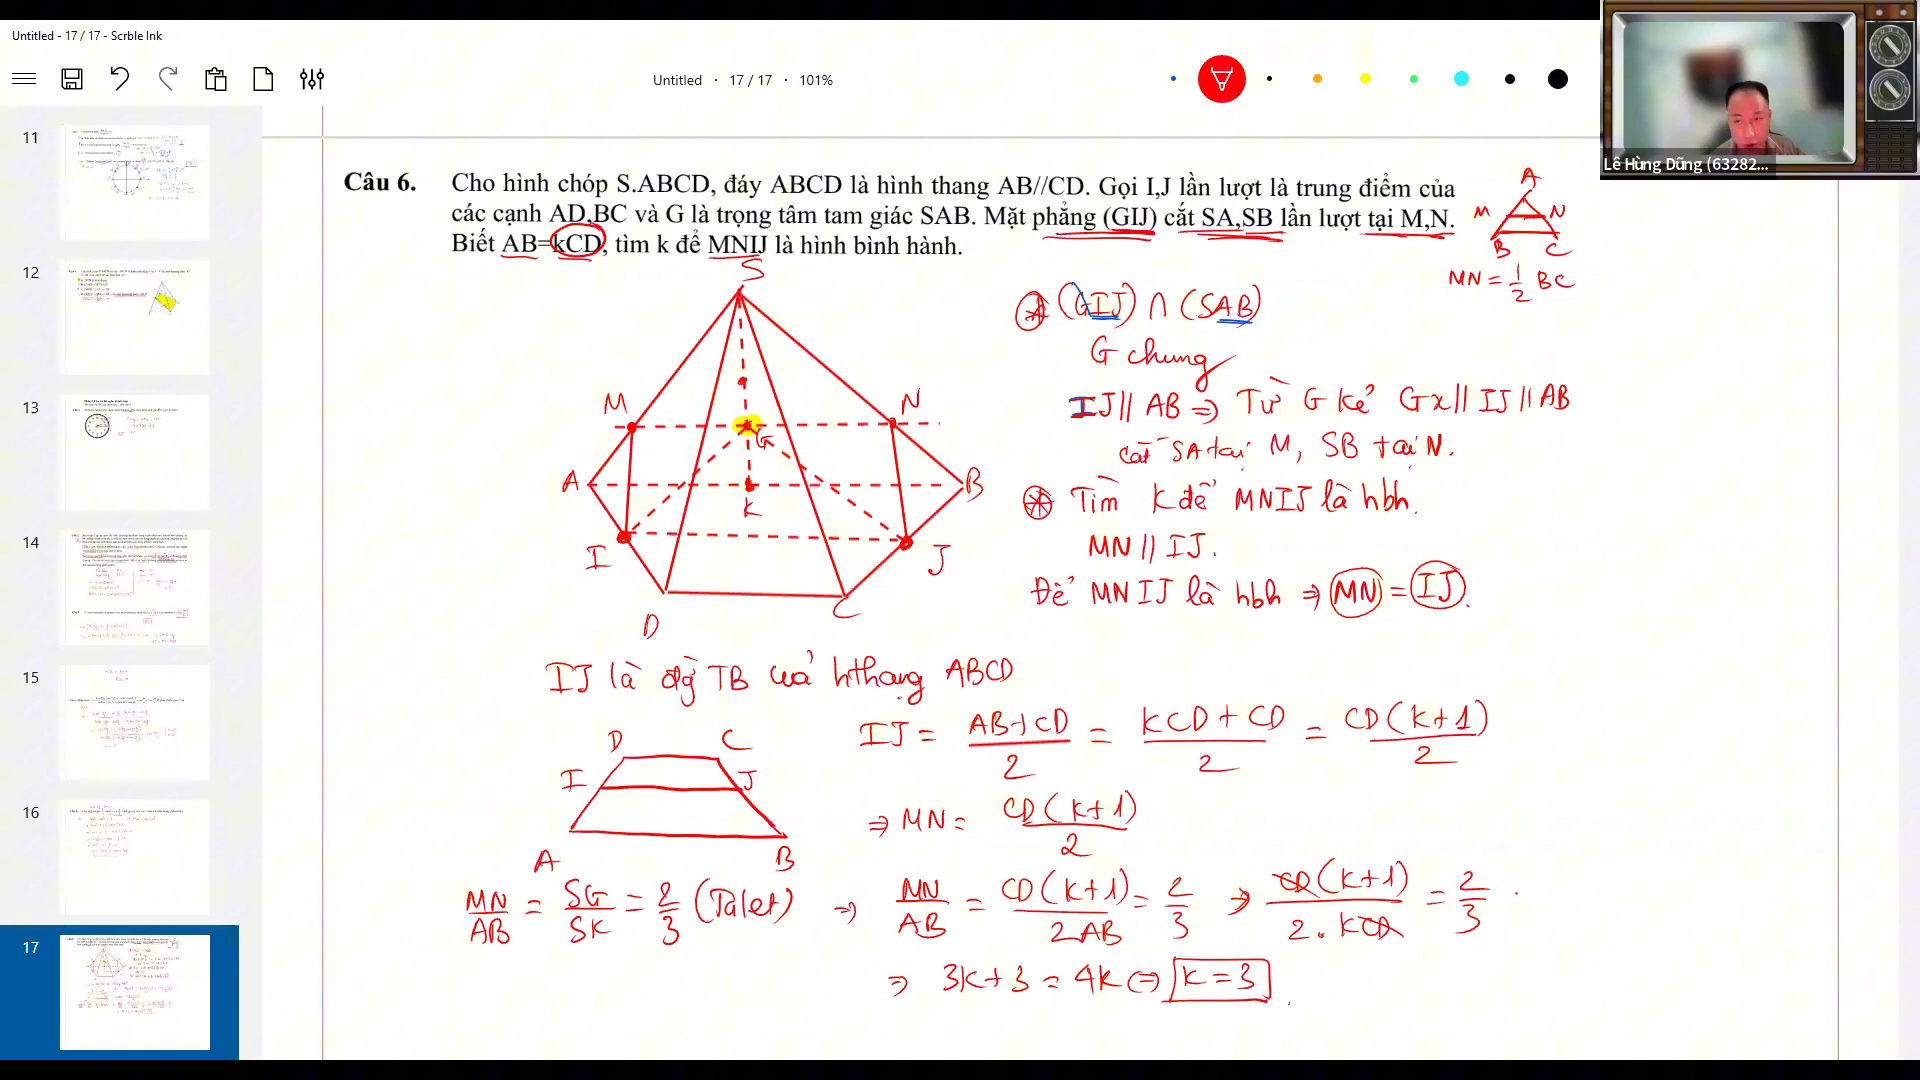 Untitled - 17 / 17 - Scrble Ink
Untitled • 17 / 17 • 101%
Lê Hùng Dũng (63282...
11
12
13
14
15
16
17
Câu 6. Cho hình chóp S.ABCD, đáy ABCD là hình thang AB//CD. Gọi I,J lần lượt là trung điểm của
các cạnh AD,BC và G là trọng tâm tam giác SAB. Mặt phẳng (GIJ) cắt SA,SB lần lượt tại M,N.
Biết AB=kCD, tìm k để MNIJ là hình bình hành.
A
M N
B C
MN = 1/2 BC
S
M N
G
A B
K
I J
D C
(GIJ) ∩ (SAB)
G chung
IJ // AB => Từ G kẻ Gx // IJ // AB
cắt SA tại M, SB tại N.
Tìm k để MNIJ là hbh.
MN // IJ.
Để MNIJ là hbh => MN = IJ.
IJ là đg TB của hthang ABCD
D C
I J
A B
IJ = AB+CD/2 = KCD + CD/2 = CD(k+1)/2
=> MN = CD(k+1)/2
MN/AB = SG/SK = 2/3 (Talet) => MN/AB = CD(k+1)/2AB = 2/3 => CD(k+1)/2.kCD = 2/3
=> 3k+3 = 4k <=> k = 3